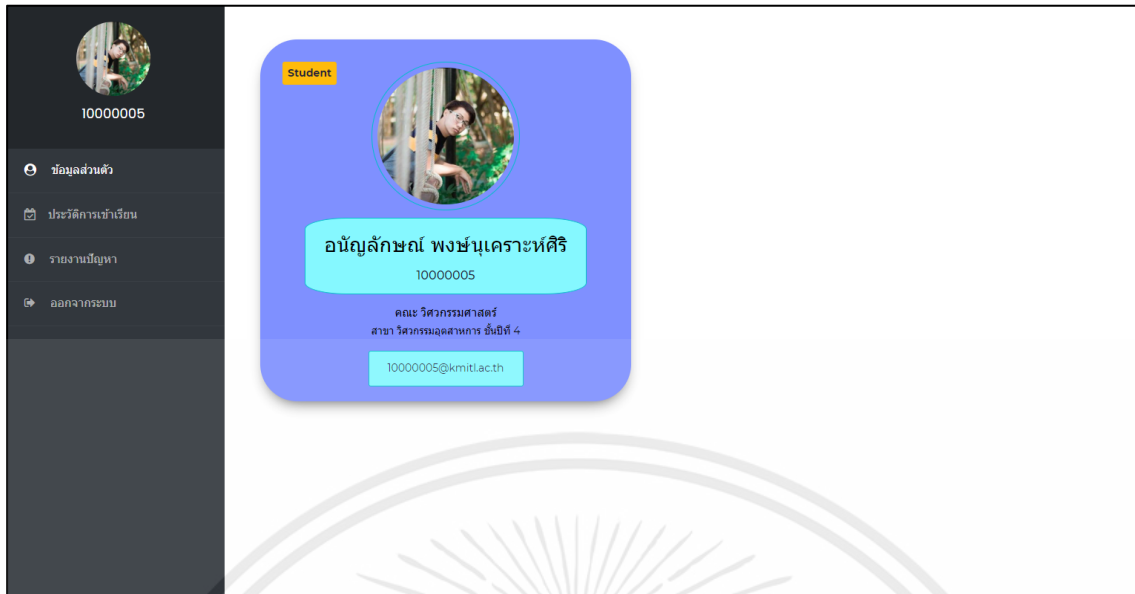 10000005
ข้อมูลส่วนตัว
ประวัติการเข้าเรียน
รายงานปัญหา
ออกจากระบบ
Student
อนัญลักษณ์ พงษ์นุเคราะห์ศิริ
10000005
คณะ วิศวกรรมศาสตร์
สาขา วิศวกรรมอุตสาหการ ชั้นปีที่ 4
10000005@kmitl.ac.th